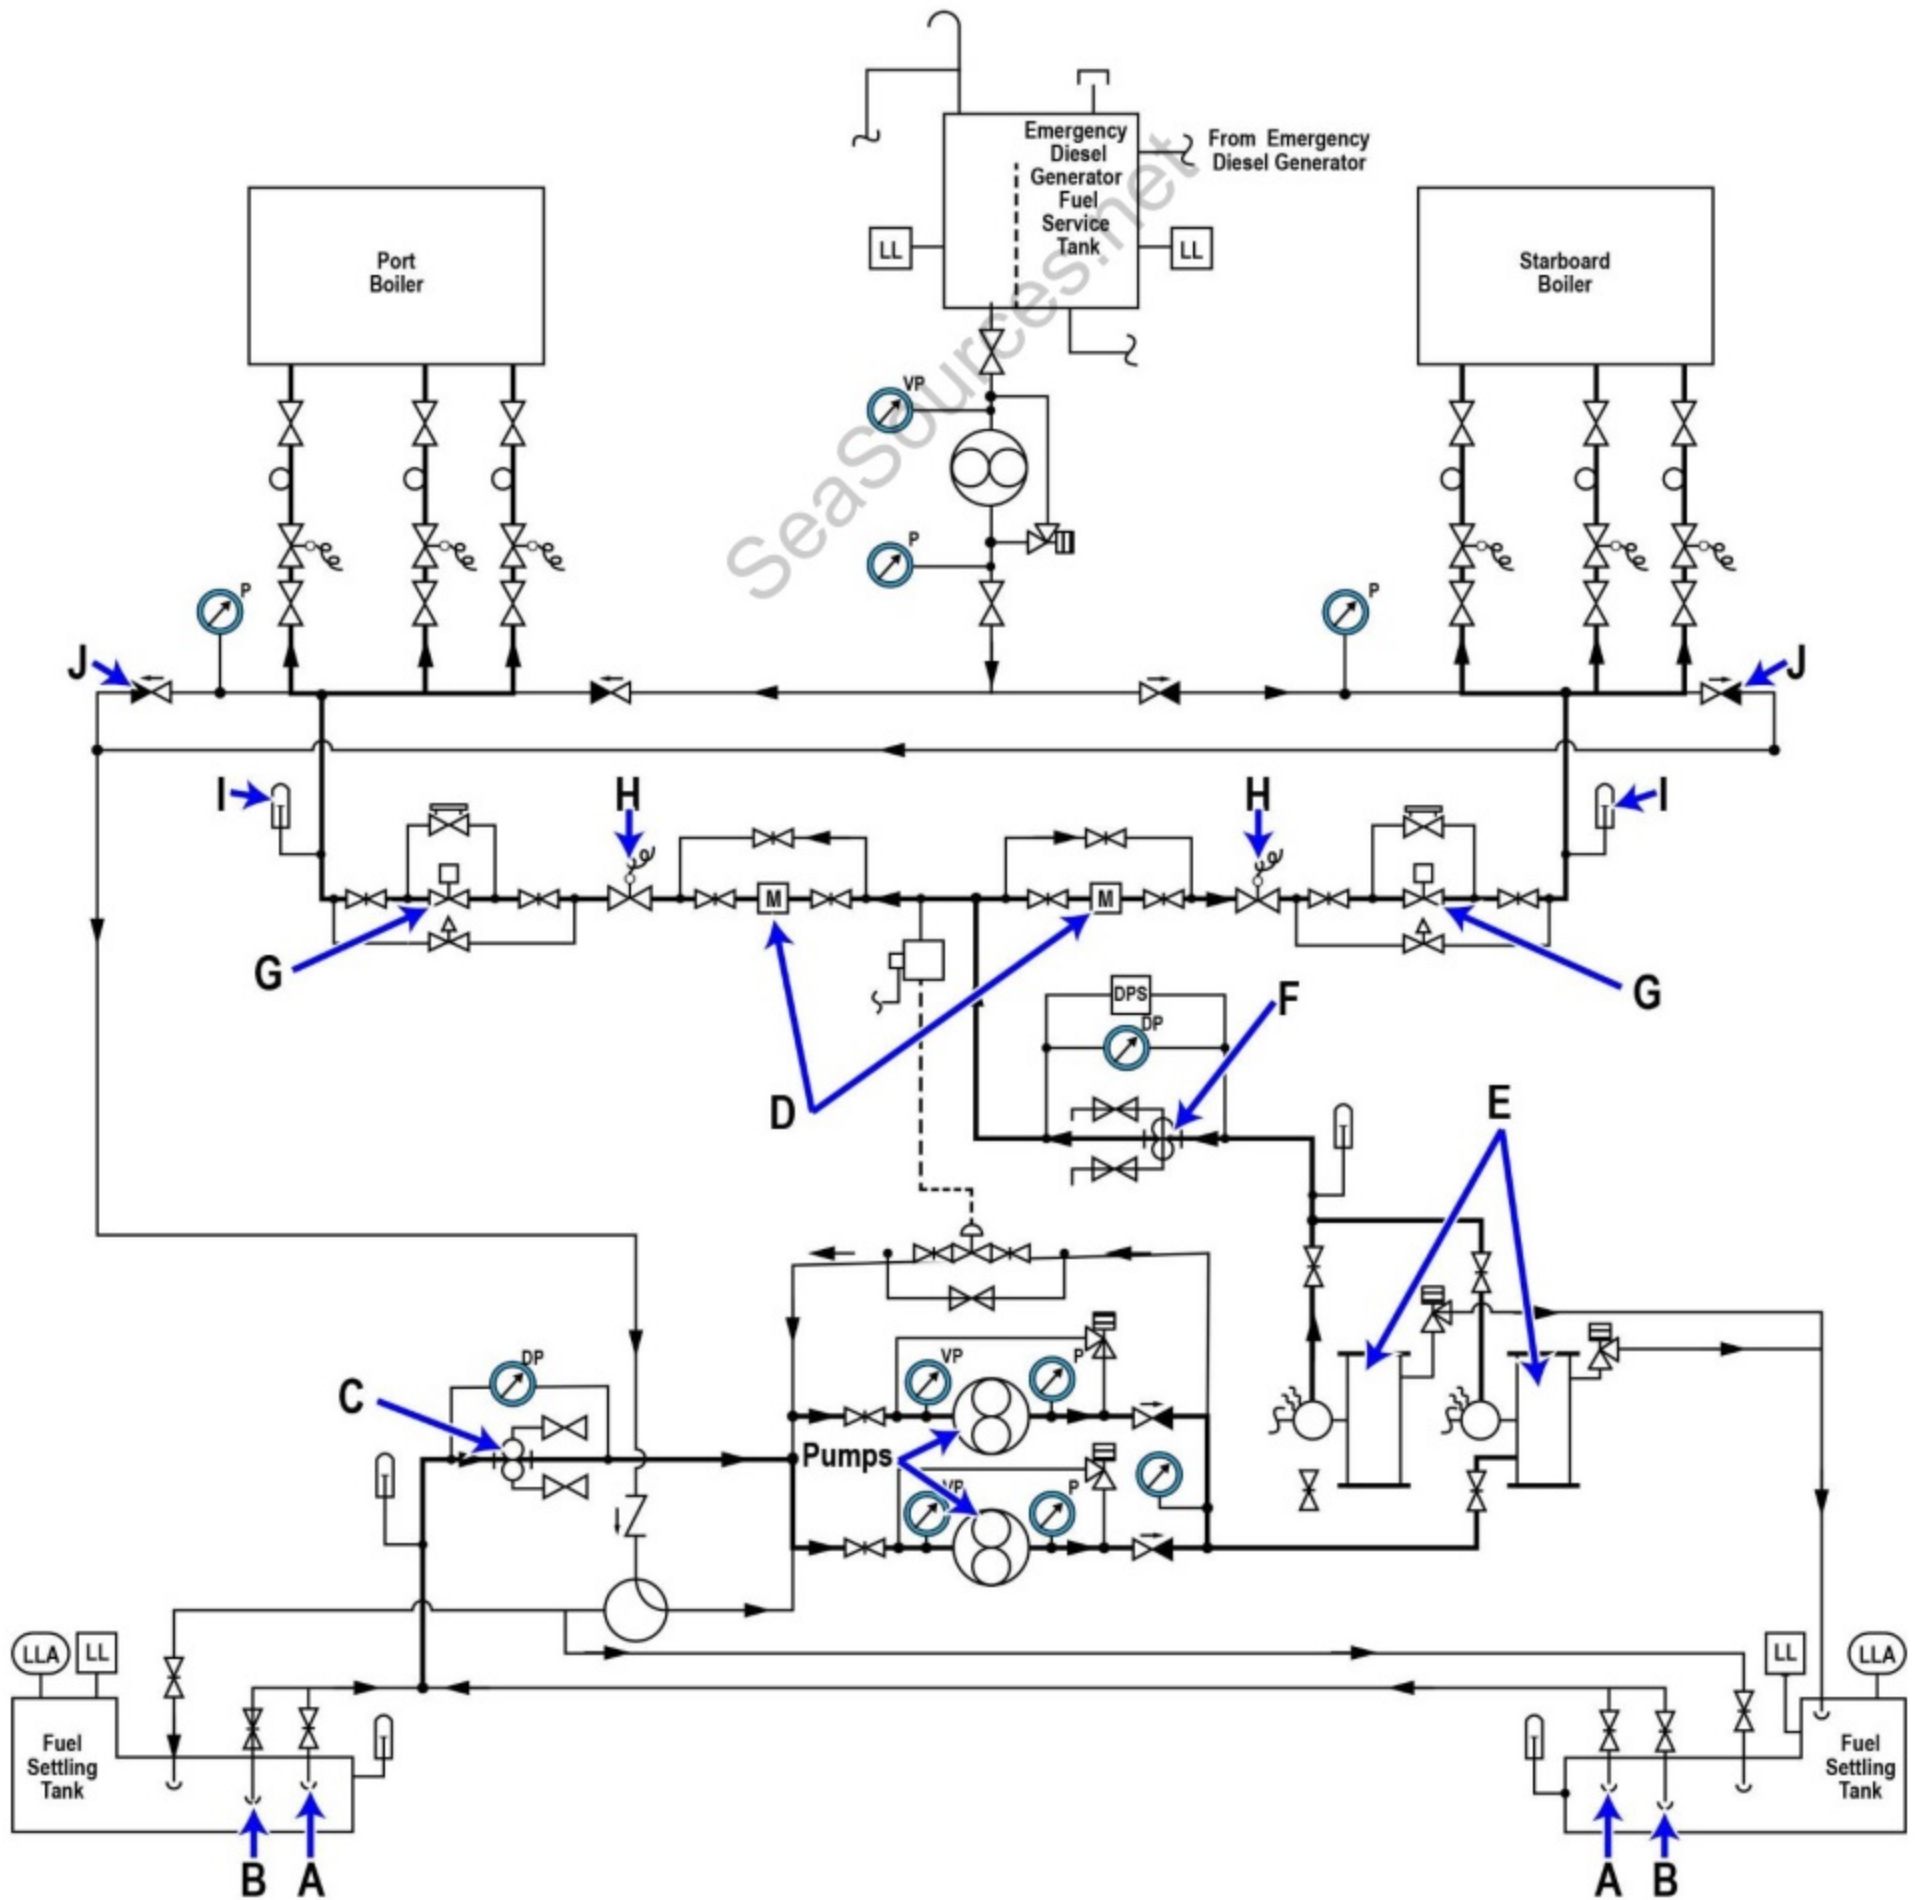 Emergency
Diesel
Generator
Fuel
Service
Tank
From Emergency
Diesel Generator
Port
Boiler
Starboard
Boiler
LL
LL
VP
P
P
P
SeaSources.net
J
J
I
H
H
I
M
M
G
G
DPS
DP
F
D
E
DP
C
VP
P
Pumps
VP
P
LLA
LL
LL
LLA
Fuel
Settling
Tank
Fuel
Settling
Tank
B
A
A
B